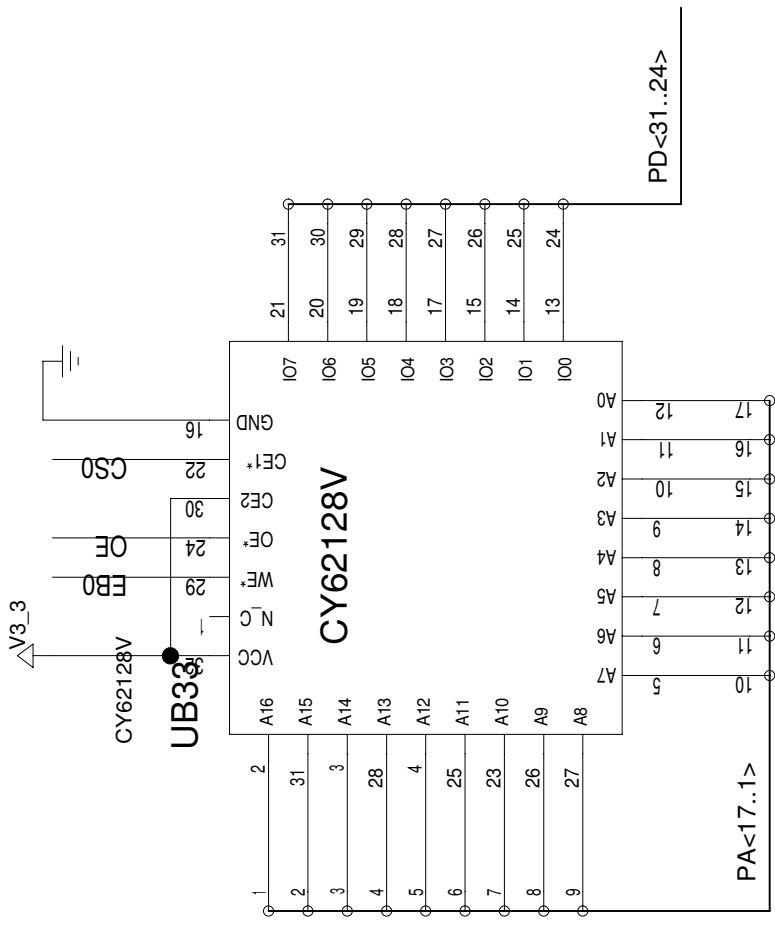 V3_3
CY62128V
UB33
EB0
OE
CS0
32
1
29
24
30
22
16
VCC
N_C
WE*
OE*
CE2
CE1*
GND
CY62128V
21 IO7 31
20 IO6 30
19 IO5 29
18 IO4 28
17 IO3 27
15 IO2 26
14 IO1 25
13 IO0 24
PD<31..24>
1 2 A16
2 31 A15
3 3 A14
4 28 A13
5 4 A12
6 25 A11
7 23 A10
8 26 A9
9 27 A8
A7 5 10
A6 6 11
A5 7 12
A4 8 13
A3 9 14
A2 10 15
A1 11 16
A0 12 17
PA<17..1>